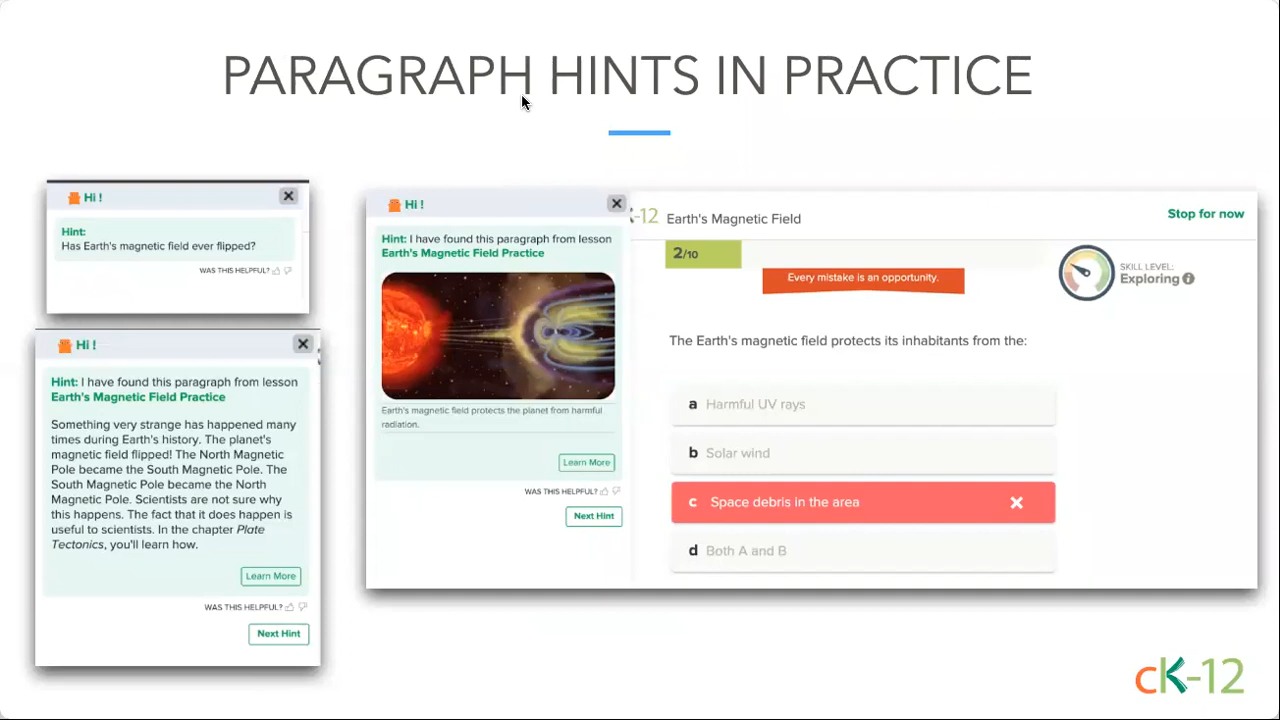 PARAGRAPH HINTS IN PRACTICE
Hi !
Hint:
Has Earth's magnetic field ever flipped?
WAS THIS HELPFUL?
Hi !
Hint: I have found this paragraph from lesson
Earth's Magnetic Field Practice
Something very strange has happened many
times during Earth's history. The planet's
magnetic field flipped! The North Magnetic
Pole became the South Magnetic Pole. The
South Magnetic Pole became the North
Magnetic Pole. Scientists are not sure why
this happens. The fact that it does happen is
useful to scientists. In the chapter Plate
Tectonics, you'll learn how.
Learn More
WAS THIS HELPFUL?
Next Hint
Hi !
Hint: I have found this paragraph from lesson
Earth's Magnetic Field Practice
Earth's magnetic field protects the planet from harmful
radiation.
Learn More
WAS THIS HELPFUL?
Next Hint
K-12 Earth's Magnetic Field
Stop for now
2/10
Every mistake is an opportunity.
SKILL LEVEL:
Exploring
The Earth's magnetic field protects its inhabitants from the:
a Harmful UV rays
b Solar wind
c Space debris in the area
d Both A and B
cK-12